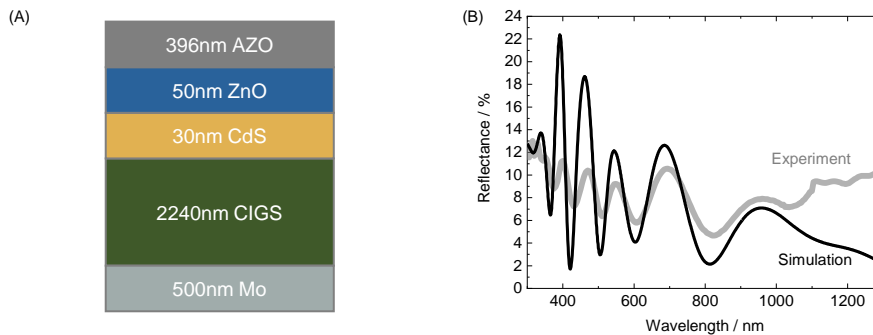 (A)
396nm AZO
50nm ZnO
30nm CdS
2240nm CIGS
500nm Mo
(B)
24
22
20
18
16
14
12
10
8
6
4
2
0
Reflectance / %
Experiment
Simulation
400 600 800 1000 1200
Wavelength / nm